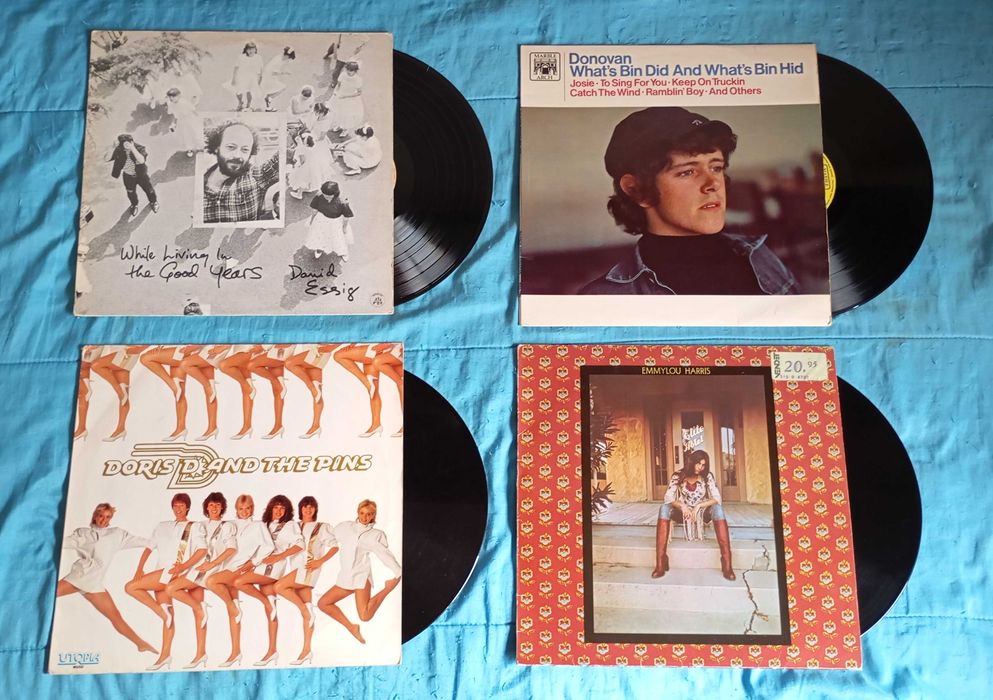 While Living In
the Good Years
David
Essig
MARBLE
ARCH
Donovan
What's Bin Did And What's Bin Hid
Josie · To Sing For You · Keep On Truckin
Catch The Wind · Ramblin' Boy · And Others
DORIS D AND THE PINS
UTOPIA
EMMYLOU HARRIS
20.95
Elite
Hotel